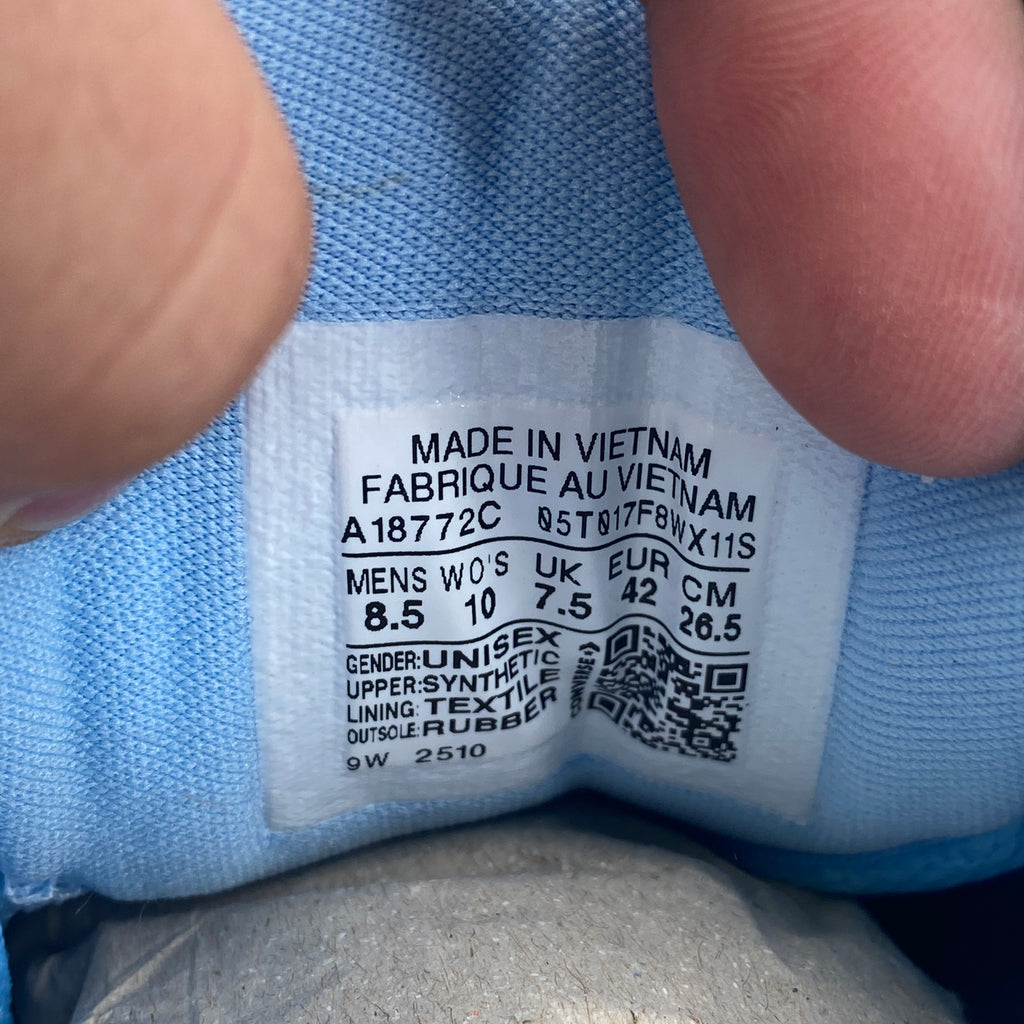 MADE IN VIETNAM
FABRIQUE AU VIETNAM
A18772C 05T017F8WX11S
MENS WO'S UK EUR CM
8.5 10 7.5 42 26.5
GENDER:UNISEX
UPPER:SYNTHETIC
LINING: TEXTILE
OUTSOLE:RUBBER
9W 2510
CONVERSE